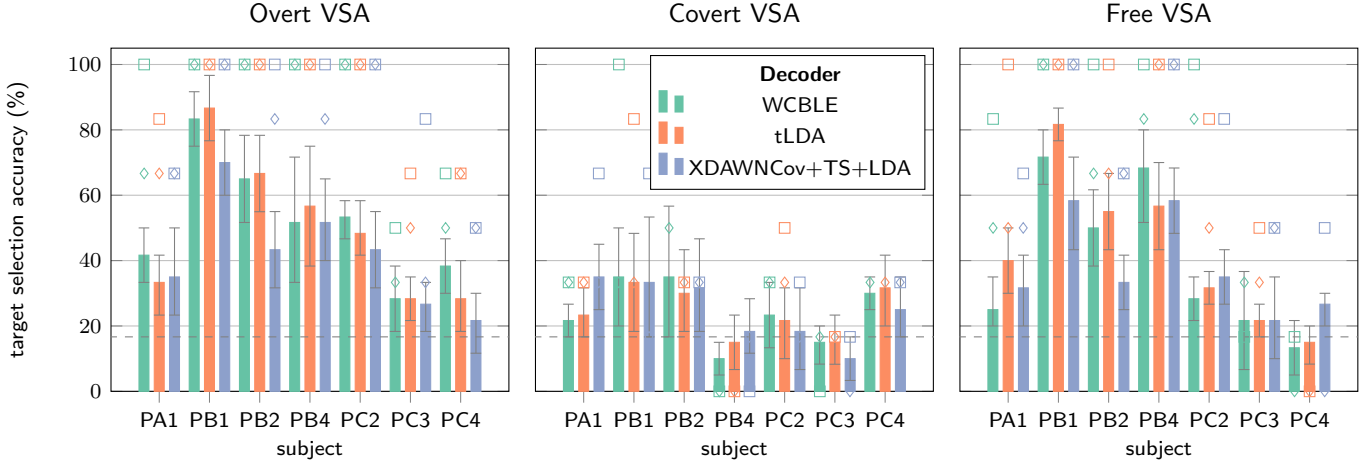 Overt VSA
Covert VSA
Free VSA
target selection accuracy (%)
100
80
60
40
20
0
Decoder
WCBLE
tLDA
XDAWNCov+TS+LDA
PA1 PB1 PB2 PB4 PC2 PC3 PC4
PA1 PB1 PB2 PB4 PC2 PC3 PC4
PA1 PB1 PB2 PB4 PC2 PC3 PC4
subject
subject
subject